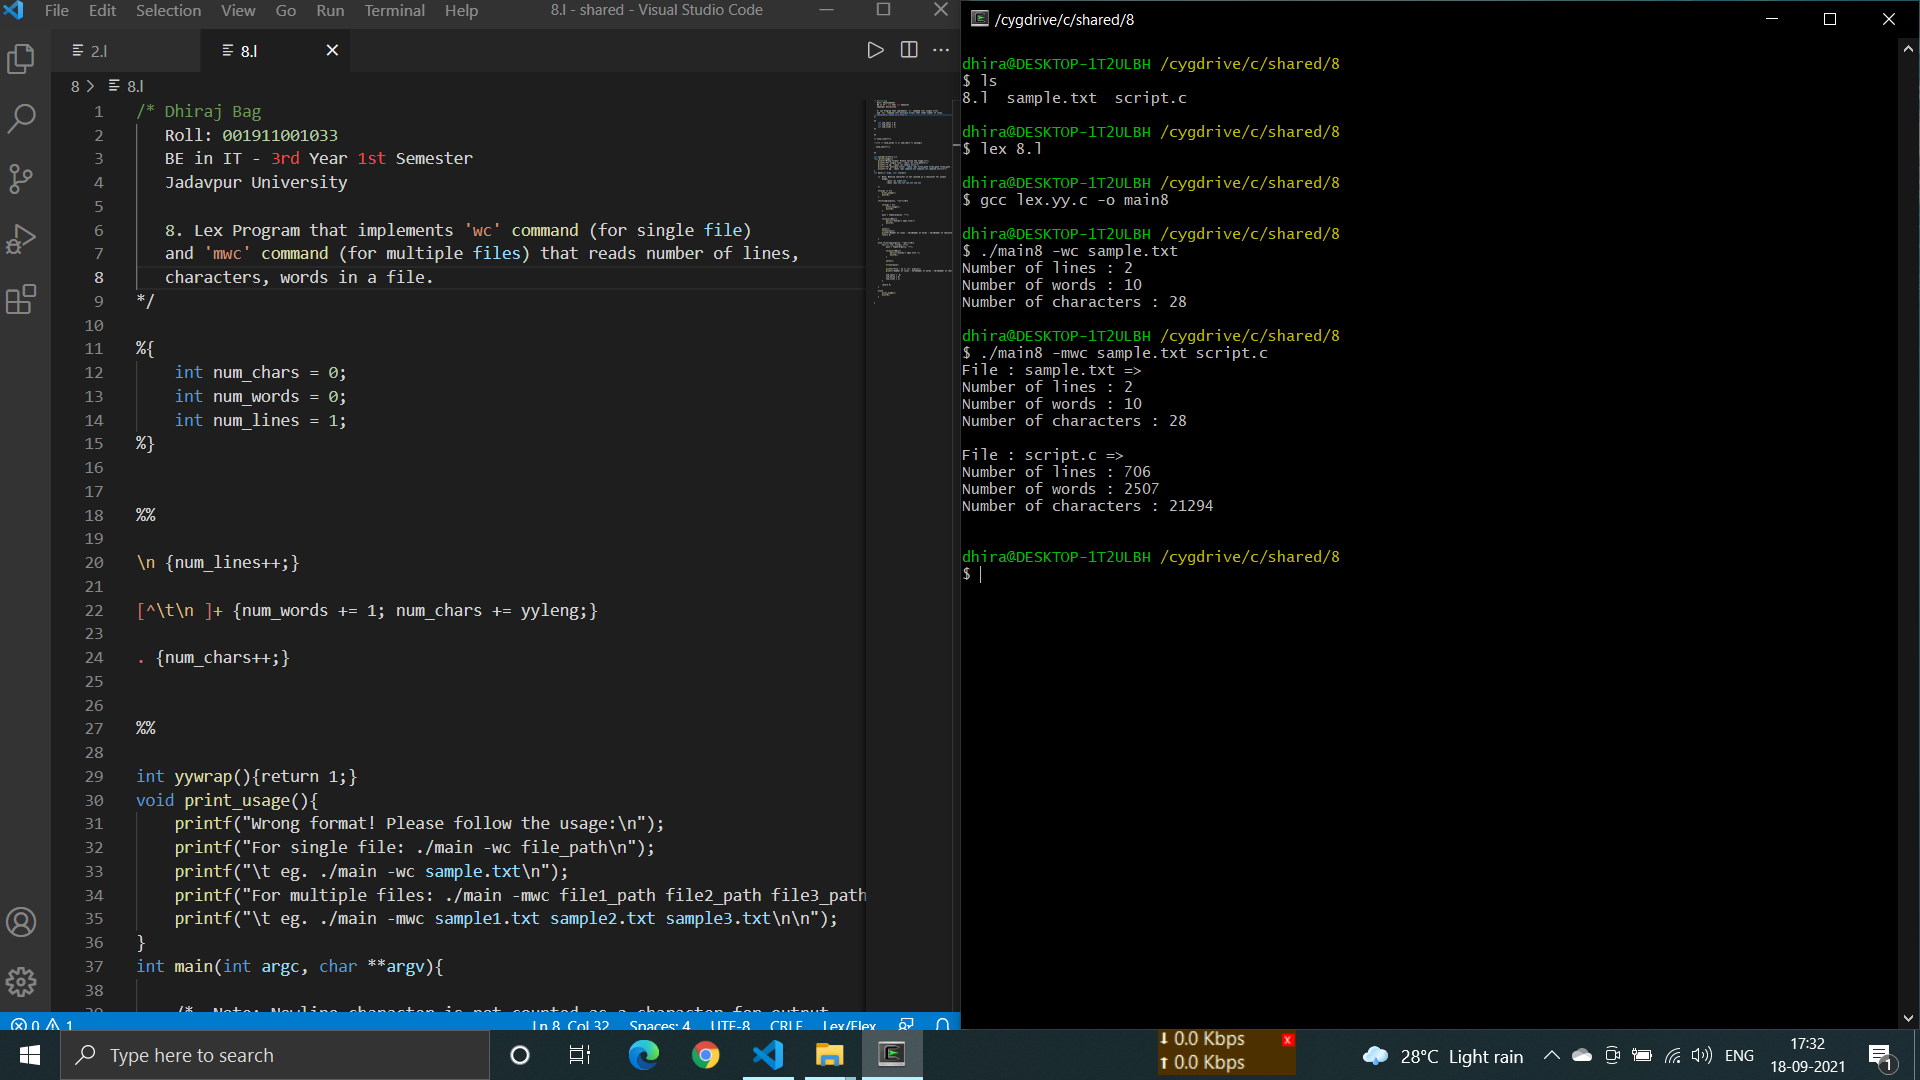 File Edit Selection View Go Run Terminal Help 8.l - shared - Visual Studio Code
2.l 8.l
8 > 8.l
1 /* Dhiraj Bag
2 Roll: 001911001033
3 BE in IT - 3rd Year 1st Semester
4 Jadavpur University
5
6 8. Lex Program that implements 'wc' command (for single file)
7 and 'mwc' command (for multiple files) that reads number of lines,
8 characters, words in a file.
9 */
10
11 %{
12 int num_chars = 0;
13 int num_words = 0;
14 int num_lines = 1;
15 %}
16
17
18 %%
19
20 \n {num_lines++;}
21
22 [^\t\n ]+ {num_words += 1; num_chars += yyleng;}
23
24 . {num_chars++;}
25
26
27 %%
28
29 int yywrap(){return 1;}
30 void print_usage(){
31 printf("Wrong format! Please follow the usage:\n");
32 printf("For single file: ./main -wc file_path\n");
33 printf("\t eg. ./main -wc sample.txt\n");
34 printf("For multiple files: ./main -mwc file1_path file2_path file3_path
35 printf("\t eg. ./main -mwc sample1.txt sample2.txt sample3.txt\n\n");
36 }
37 int main(int argc, char **argv){
38
39 /* Note: Newline character is not counted as a character for output
0 1 Ln 8, Col 32 Spaces: 4 UTF-8 CRLF Lex/Flex
/cygdrive/c/shared/8
dhira@DESKTOP-1T2ULBH /cygdrive/c/shared/8
$ ls
8.l sample.txt script.c
dhira@DESKTOP-1T2ULBH /cygdrive/c/shared/8
$ lex 8.l
dhira@DESKTOP-1T2ULBH /cygdrive/c/shared/8
$ gcc lex.yy.c -o main8
dhira@DESKTOP-1T2ULBH /cygdrive/c/shared/8
$ ./main8 -wc sample.txt
Number of lines : 2
Number of words : 10
Number of characters : 28
dhira@DESKTOP-1T2ULBH /cygdrive/c/shared/8
$ ./main8 -mwc sample.txt script.c
File : sample.txt =>
Number of lines : 2
Number of words : 10
Number of characters : 28
File : script.c =>
Number of lines : 706
Number of words : 2507
Number of characters : 21294
dhira@DESKTOP-1T2ULBH /cygdrive/c/shared/8
$
Type here to search
0.0 Kbps x
0.0 Kbps
28°C Light rain
ENG
17:32
18-09-2021
1